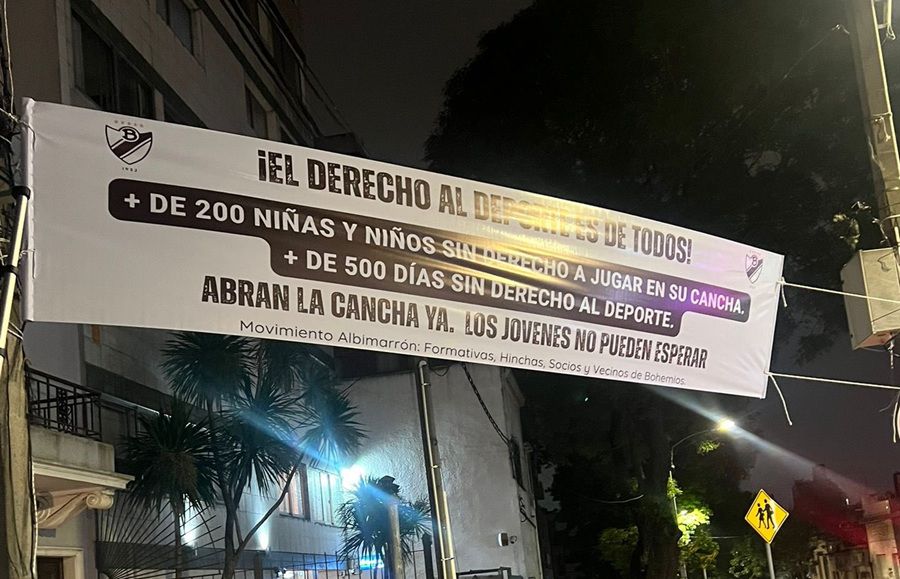 B
¡EL DERECHO AL DEPORTE ES DE TODOS!
+ DE 200 NIÑAS Y NIÑOS SIN DERECHO A JUGAR EN SU CANCHA.
+ DE 500 DÍAS SIN DERECHO AL DEPORTE.
ABRAN LA CANCHA YA. LOS JOVENES NO PUEDEN ESPERAR
Movimiento Albimarrón: Formativas, Hinchas, Socios y Vecinos de Bohemios.
B